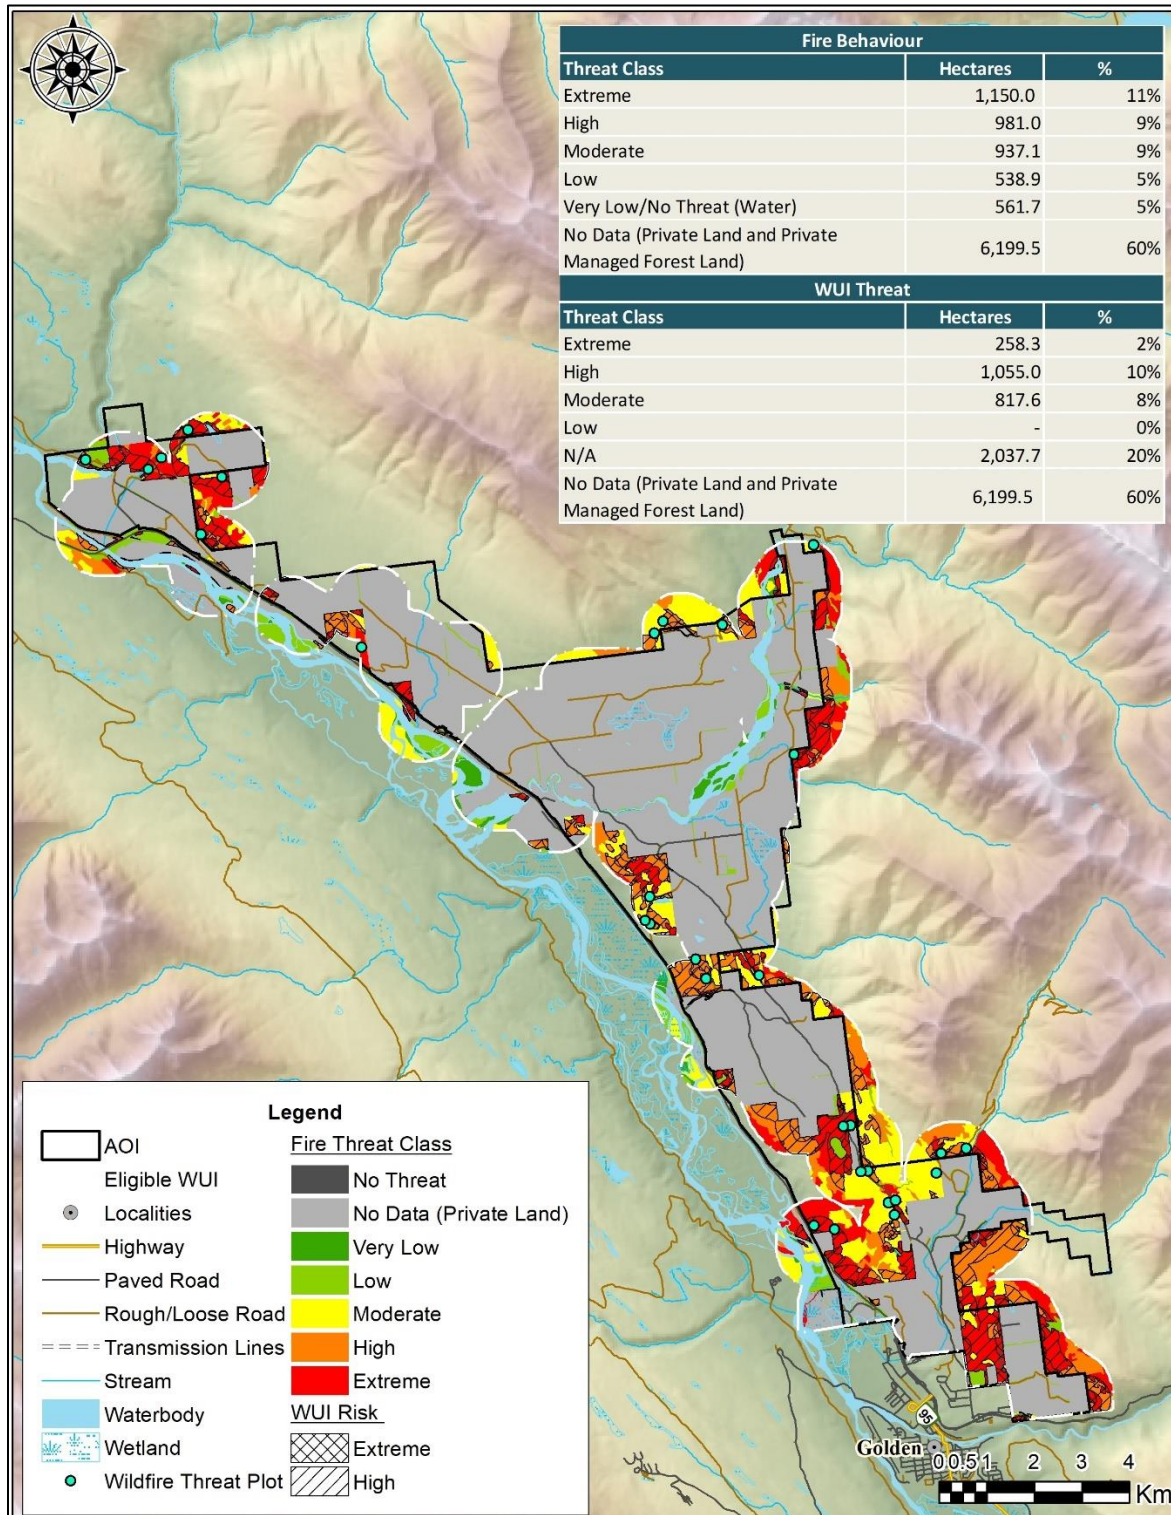 Fire Behaviour
Threat Class Hectares %
Extreme 1,150.0 11%
High 981.0 9%
Moderate 937.1 9%
Low 538.9 5%
Very Low/No Threat (Water) 561.7 5%
No Data (Private Land and Private
Managed Forest Land) 6,199.5 60%
WUI Threat
Threat Class Hectares %
Extreme 258.3 2%
High 1,055.0 10%
Moderate 817.6 8%
Low - 0%
N/A 2,037.7 20%
No Data (Private Land and Private
Managed Forest Land) 6,199.5 60%
Legend
AOI
Eligible WUI
Localities
Highway
Paved Road
Rough/Loose Road
Transmission Lines
Stream
Waterbody
Wetland
Wildfire Threat Plot
Fire Threat Class
No Threat
No Data (Private Land)
Very Low
Low
Moderate
High
Extreme
WUI Risk
Extreme
High
95
Golden
0 0.5 1 2 3 4
Km